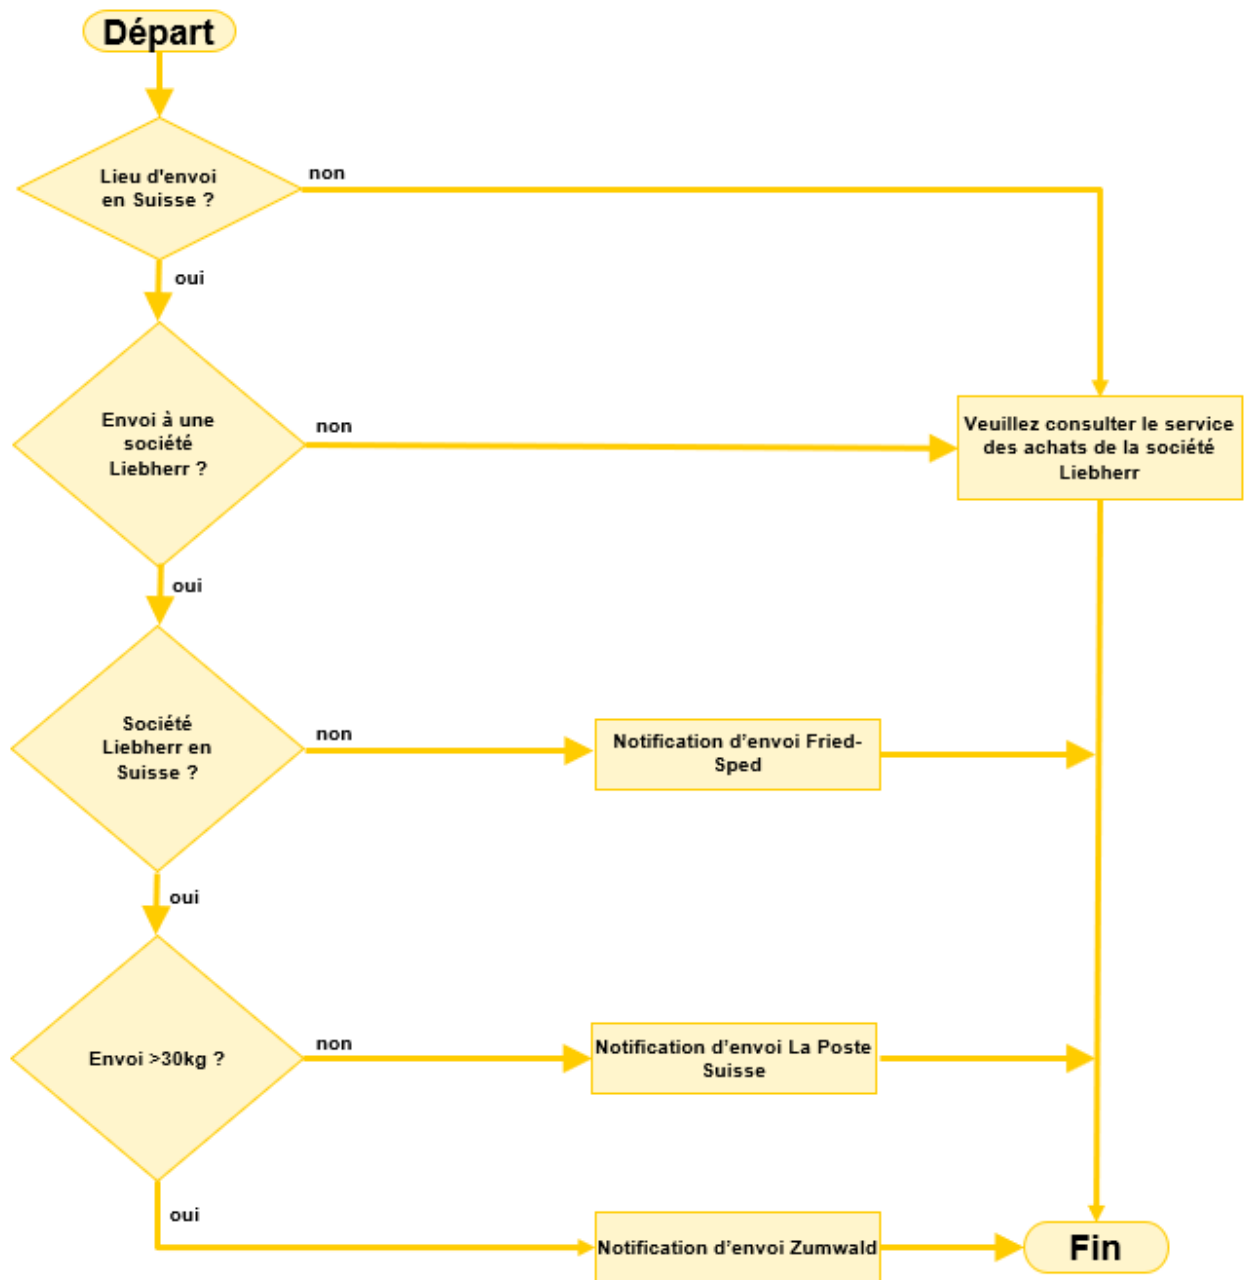 Départ
Lieu d'envoi
en Suisse ?
non
oui
Envoi à une
société
Liebherr ?
non
Veuillez consulter le service
des achats de la société
Liebherr
oui
Société
Liebherr en
Suisse ?
non
Notification d’envoi Fried-
Sped
oui
Envoi >30kg ?
non
Notification d’envoi La Poste
Suisse
oui
Notification d’envoi Zumwald
Fin